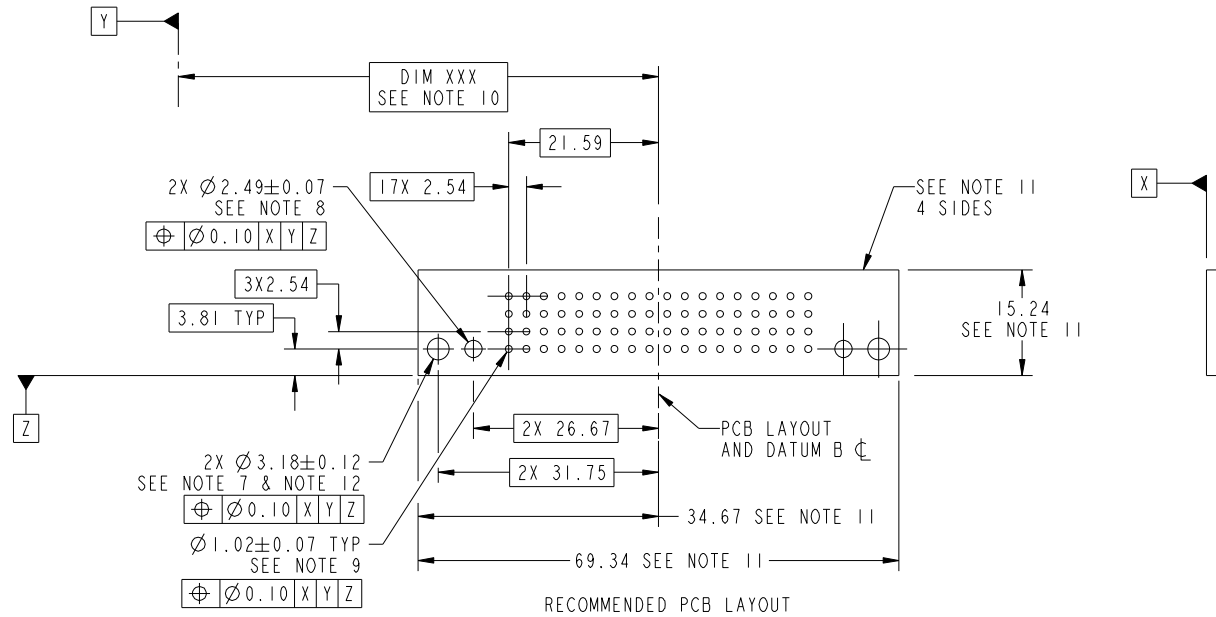 Y
DIM XXX
SEE NOTE 10
21.59
2X Ø2.49±0.07
SEE NOTE 8
⌖ Ø0.10 X Y Z
17X 2.54
SEE NOTE 11
4 SIDES
X
3X2.54
3.81 TYP
15.24
SEE NOTE 11
Z
2X 26.67
PCB LAYOUT
AND DATUM B ℄
2X Ø3.18±0.12
SEE NOTE 7 & NOTE 12
⌖ Ø0.10 X Y Z
2X 31.75
34.67 SEE NOTE 11
Ø1.02±0.07 TYP
SEE NOTE 9
⌖ Ø0.10 X Y Z
69.34 SEE NOTE 11
RECOMMENDED PCB LAYOUT